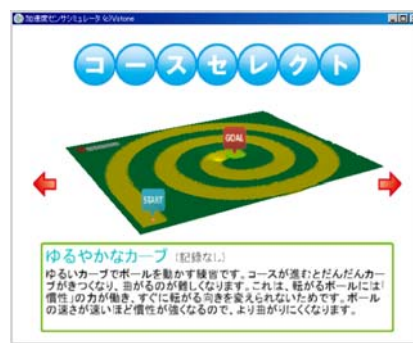 加速度センサシミュレータ (c)Vstone
コースセレクト
GOAL
START
ゆるやかなカーブ (記録なし)
ゆるいカーブでボールを動かす練習です。コースが進むとだんだんカー
ブがきつくなり、曲がるのが難しくなります。これは、転がるボールには「
慣性」の力が働き、すぐに転がる向きを変えられないためです。ボール
の速さが速いほど慣性が強くなるので、より曲がりにくくなります。